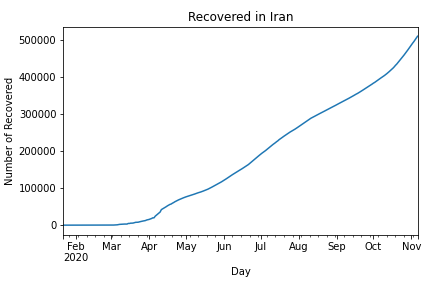 Recovered in Iran
Number of Recovered
500000
400000
300000
200000
100000
0
Feb Mar Apr May Jun Jul Aug Sep Oct Nov
2020
Day